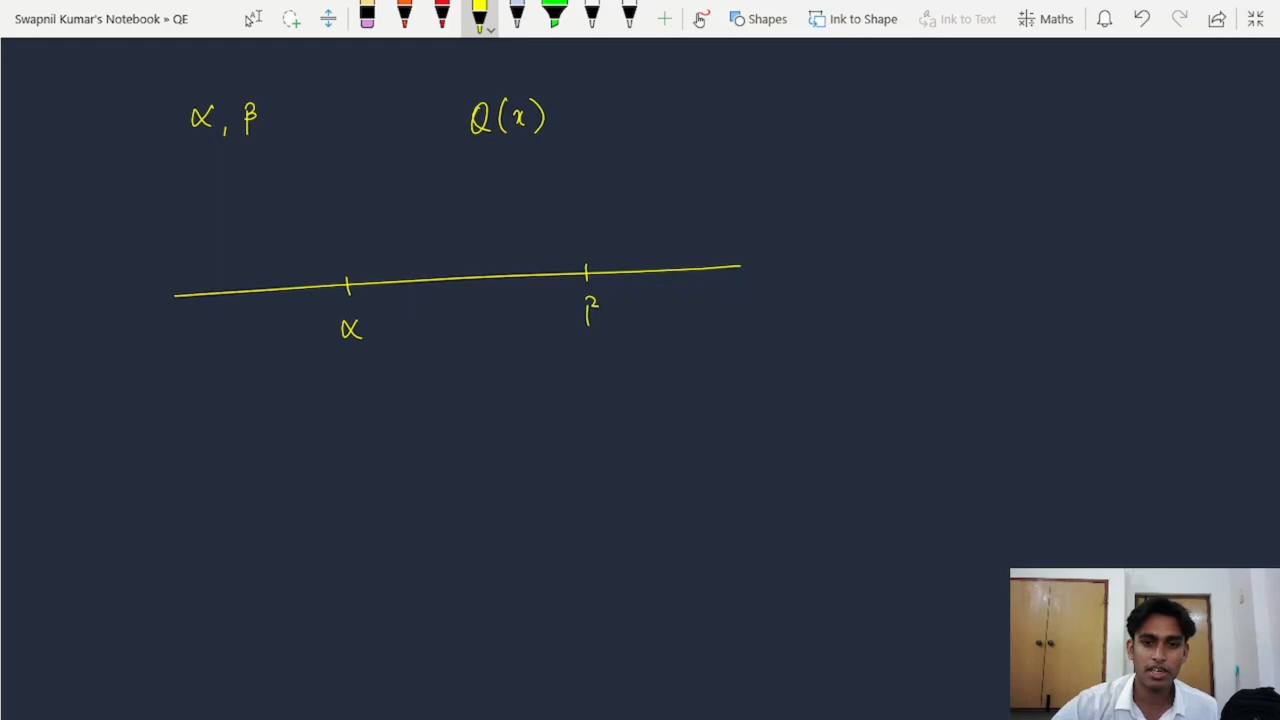 Swapnil Kumar's Notebook » QE
Shapes
Ink to Shape
Ink to Text
Maths
α, β
Q(x)
α